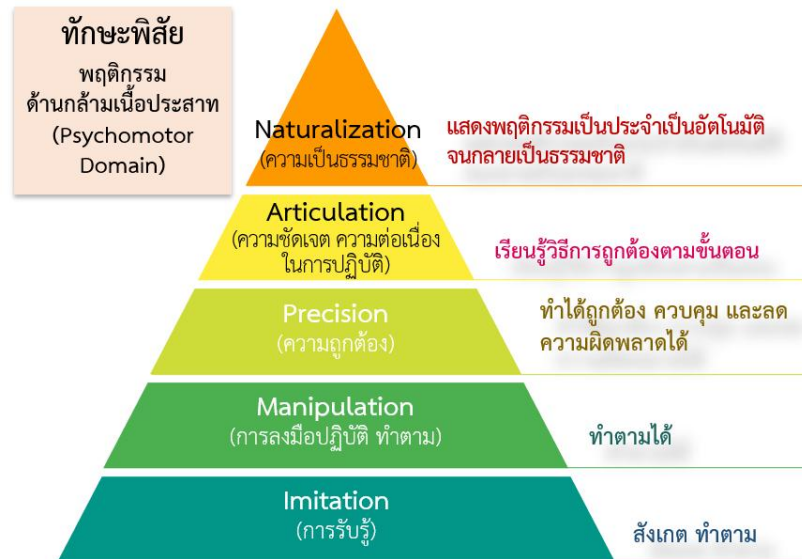 ทักษะพิสัย
พฤติกรรม
ด้านกล้ามเนื้อประสาท
(Psychomotor
Domain)
Naturalization
(ความเป็นธรรมชาติ)
แสดงพฤติกรรมเป็นประจำเป็นอัตโนมัติ
จนกลายเป็นธรรมชาติ
Articulation
(ความชัดเจต ความต่อเนื่อง
ในการปฏิบัติ)
เรียนรู้วิธีการถูกต้องตามขั้นตอน
Precision
(ความถูกต้อง)
ทำได้ถูกต้อง ควบคุม และลด
ความผิดพลาดได้
Manipulation
(การลงมือปฏิบัติ ทำตาม)
ทำตามได้
Imitation
(การรับรู้)
สังเกต ทำตาม